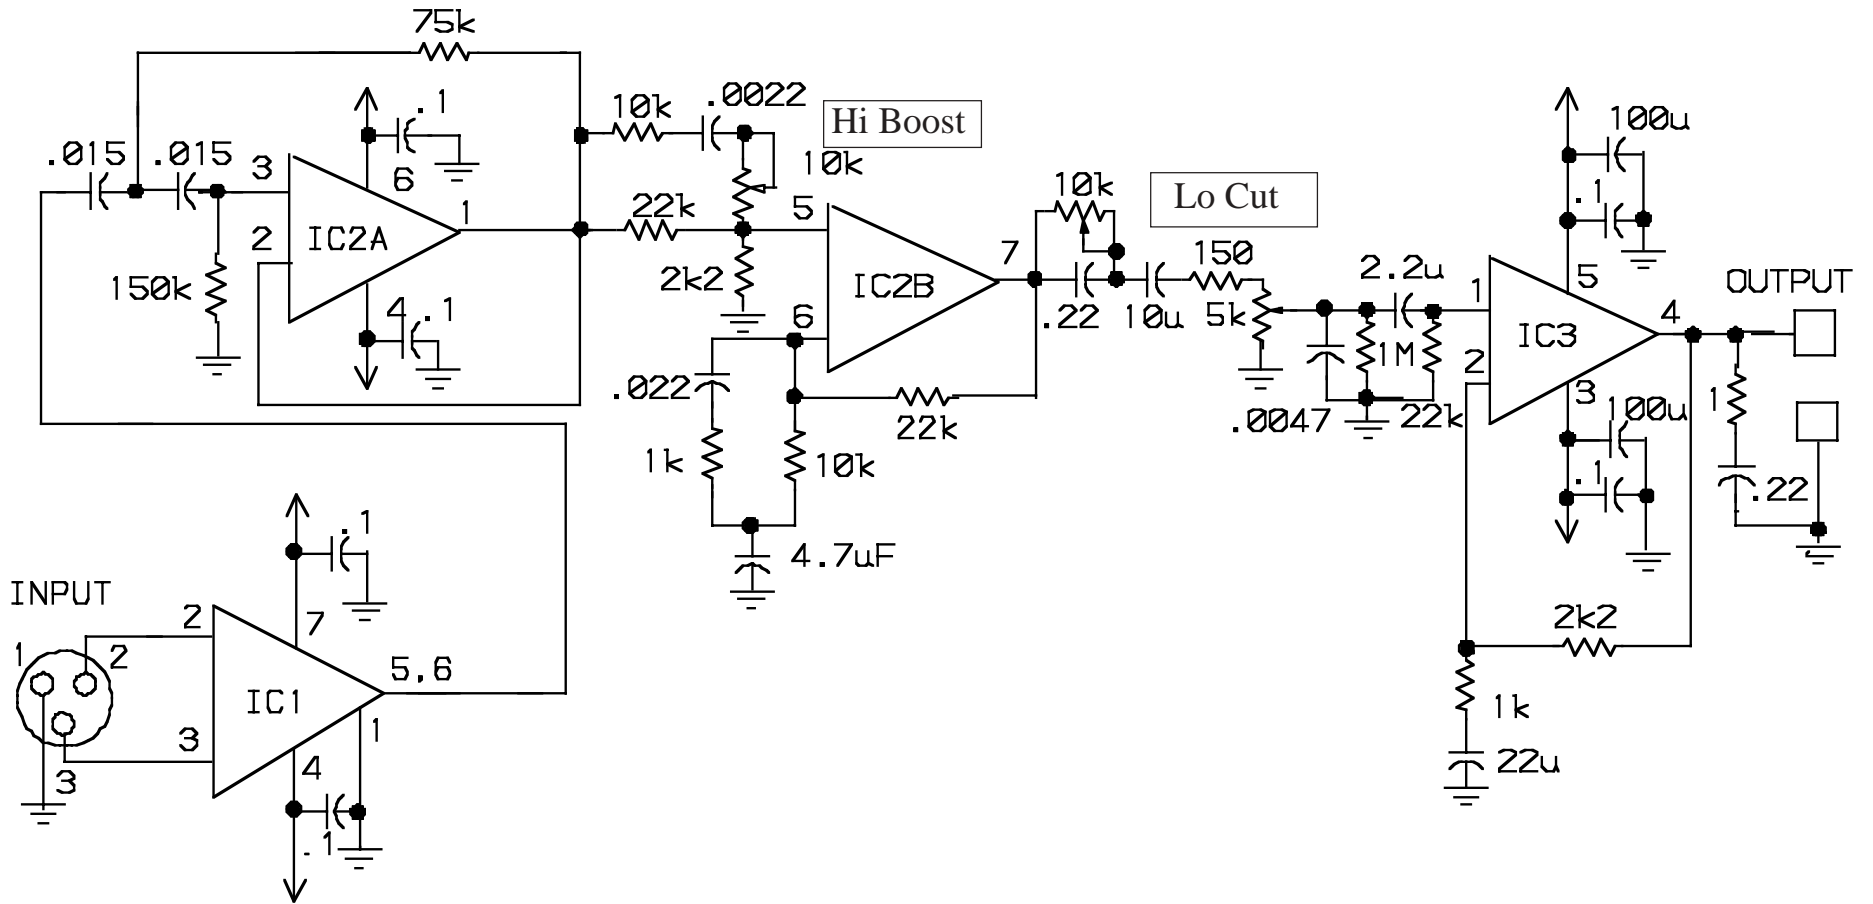 75k
.1
10k
.0022
Hi Boost
100u
.015
.015
3
6
10k
.1
1
22k
5
10k
Lo Cut
2
IC2A
150k
2k2
IC2B
7
150
2.2u
1
5
OUTPUT
4
.1
6
.22
10u
5k
1M
IC3
4
2
.022
3
1
.0047
22k
100u
22k
1k
10k
.1
.22
.1
4.7uF
INPUT
2
7
2k2
1
2
5,6
IC1
1k
3
1
3
4
22u
.1